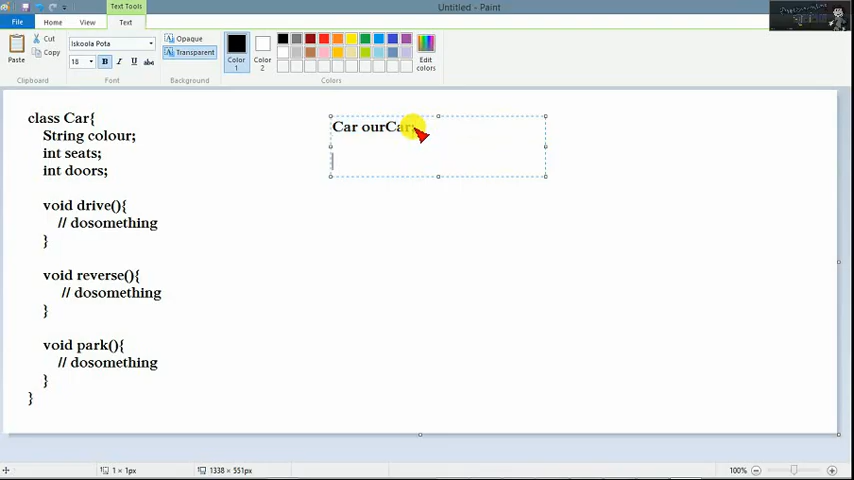 Untitled - Paint
Text Tools
File
Home
View
Text
Paste
Cut
Copy
Clipboard
Iskoola Pota
18
B
I
U
abc
Font
Opaque
Transparent
Background
Color 1
Color 2
Edit colors
Colors
class Car{
String colour;
int seats;
int doors;
void drive(){
// dosomething
}
void reverse(){
// dosomething
}
void park(){
// dosomething
}
}
Car ourCar;
1 × 1px
1338 × 551px
100%